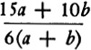 15a + 10b
6(a + b)